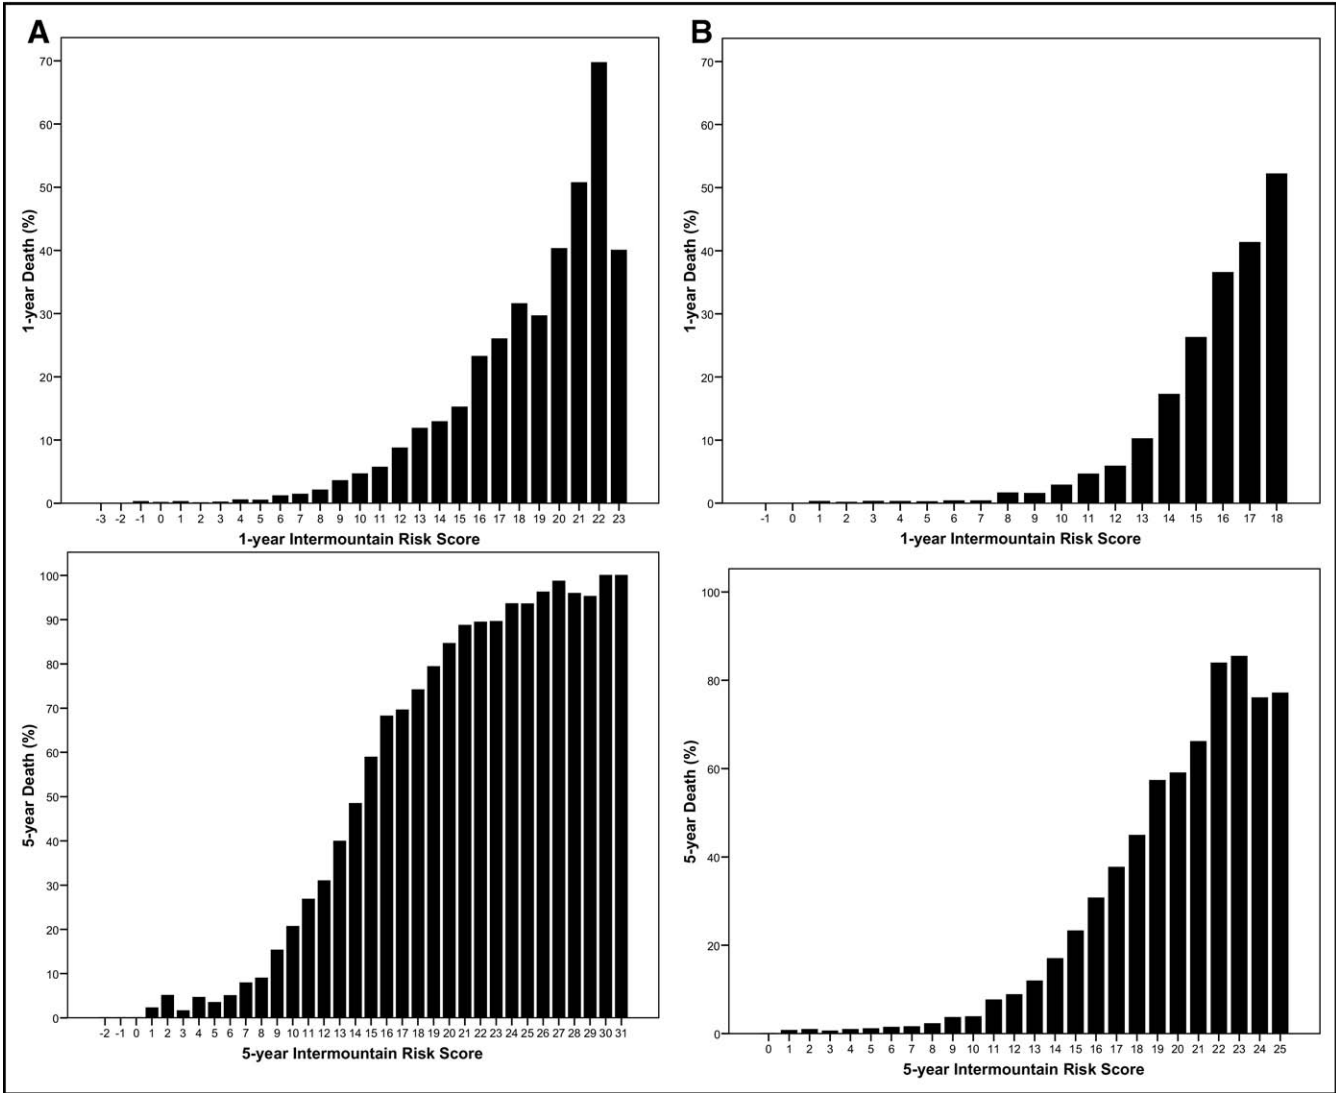 A
70
60
50
40
30
20
10
0
1-year Death (%)
-3 -2 -1 0 1 2 3 4 5 6 7 8 9 10 11 12 13 14 15 16 17 18 19 20 21 22 23
1-year Intermountain Risk Score
B
70
60
50
40
30
20
10
0
1-year Death (%)
-1 0 1 2 3 4 5 6 7 8 9 10 11 12 13 14 15 16 17 18
1-year Intermountain Risk Score
100
90
80
70
60
50
40
30
20
10
0
5-year Death (%)
-2 -1 0 1 2 3 4 5 6 7 8 9 10 11 12 13 14 15 16 17 18 19 20 21 22 23 24 25 26 27 28 29 30 31
5-year Intermountain Risk Score
100
80
60
40
20
0
5-year Death (%)
0 1 2 3 4 5 6 7 8 9 10 11 12 13 14 15 16 17 18 19 20 21 22 23 24 25
5-year Intermountain Risk Score